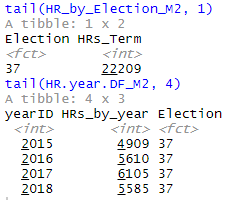 tail(HR_by_Election_M2, 1)
A tibble: 1 x 2
Election HRs_Term
<fct> <int>
37 22209
tail(HR.year.DF_M2, 4)
A tibble: 4 x 3
yearID HRs_by_year Election
<int> <int> <fct>
2015 4909 37
2016 5610 37
2017 6105 37
2018 5585 37